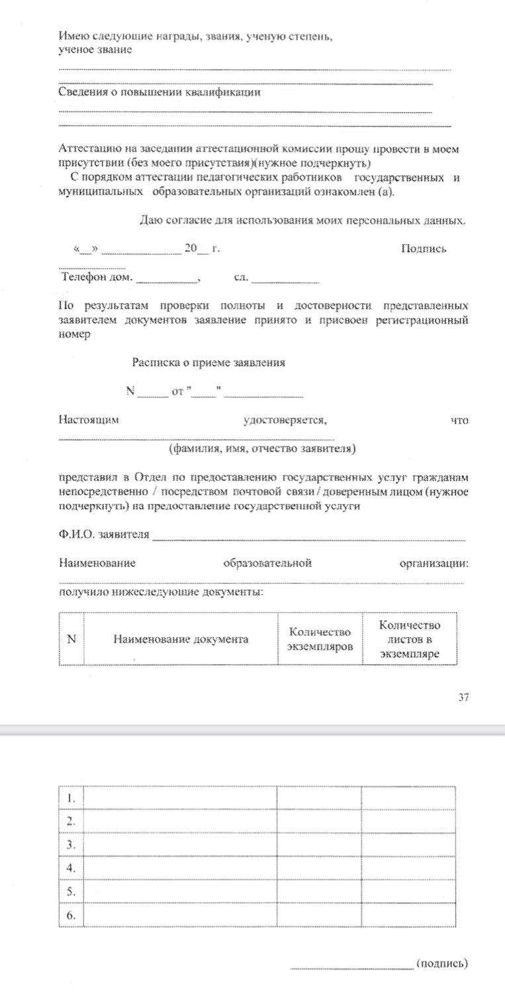 Имею следующие награды, звания, ученую степень,
ученое звание
Сведения о повышении квалификации
Аттестацию на заседании аттестационной комиссии прошу провести в моем
присутствии (без моего присутствия)(нужное подчеркнуть)
С порядком аттестации педагогических работников государственных и
муниципальных образовательных организаций ознакомлен (а).
Даю согласие для использования моих персональных данных.
«__» _____________ 20__ г. Подпись
___________
Телефон дом. __________, сл. ___________
По результатам проверки полноты и достоверности представленных
заявителем документов заявление принято и присвоен регистрационный
номер
Расписка о приеме заявления
N _____ от "____" _____________
Настоящим удостоверяется, что
(фамилия, имя, отчество заявителя)
представил в Отдел по предоставлению государственных услуг гражданам
непосредственно / посредством почтовой связи / доверенным лицом (нужное
подчеркнуть) на предоставление государственной услуги
Ф.И.О. заявителя ____________________
Наименование образовательной организации:
получило нижеследующие документы:
N Наименование документа Количество экземпляров Количество листов в экземпляре
37
1.
2.
3.
4.
5.
6.
____________________ (подпись)